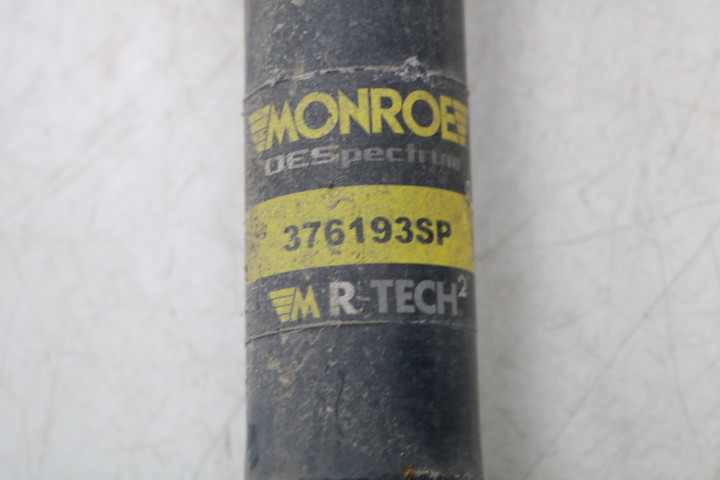 MONROE
OESpectrum
376193SP
M R-TECH²